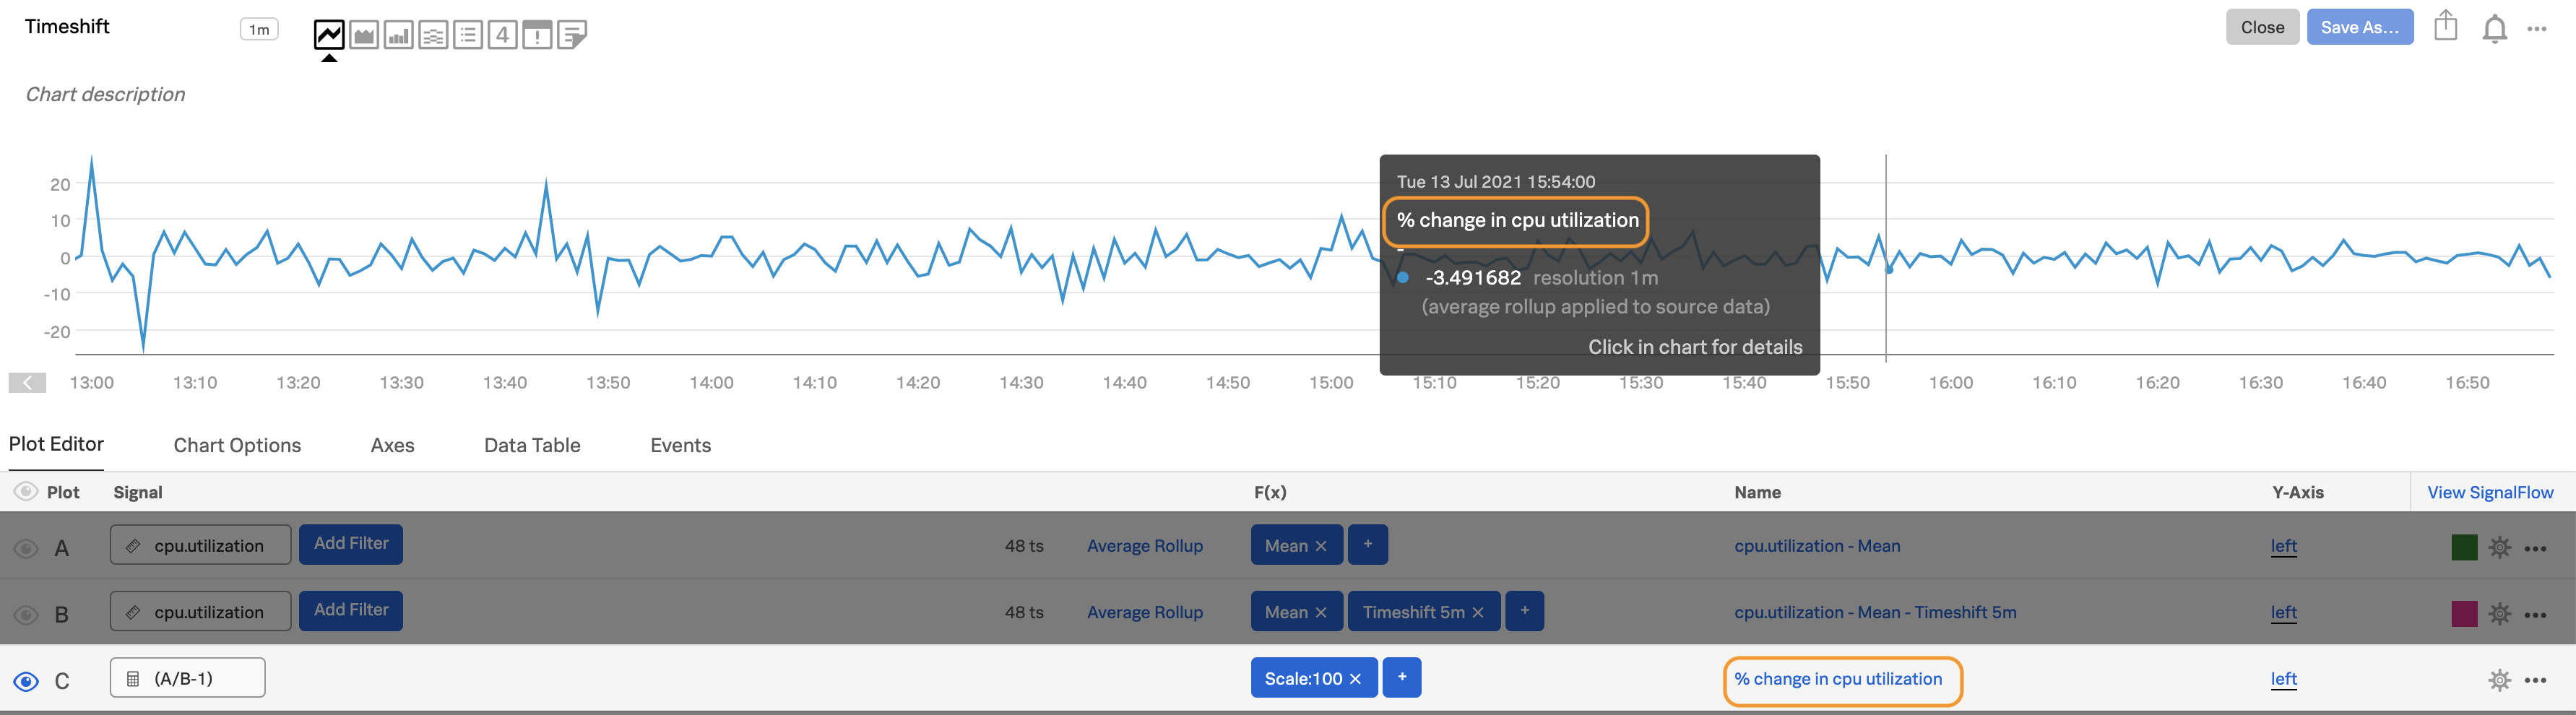 Timeshift
1m
4
!
Close
Save As...
Chart description
20
10
0
-10
-20
Tue 13 Jul 2021 15:54:00
% change in cpu utilization
-
-3.491682 resolution 1m
(average rollup applied to source data)
Click in chart for details
13:00 13:10 13:20 13:30 13:40 13:50 14:00 14:10 14:20 14:30 14:40 14:50 15:00 15:10 15:20 15:30 15:40 15:50 16:00 16:10 16:20 16:30 16:40 16:50
Plot Editor Chart Options Axes Data Table Events
Plot Signal F(x) Name Y-Axis View SignalFlow
A cpu.utilization Add Filter 48 ts Average Rollup Mean × + cpu.utilization - Mean left
B cpu.utilization Add Filter 48 ts Average Rollup Mean × Timeshift 5m × + cpu.utilization - Mean - Timeshift 5m left
C (A/B-1) Scale:100 × + % change in cpu utilization left